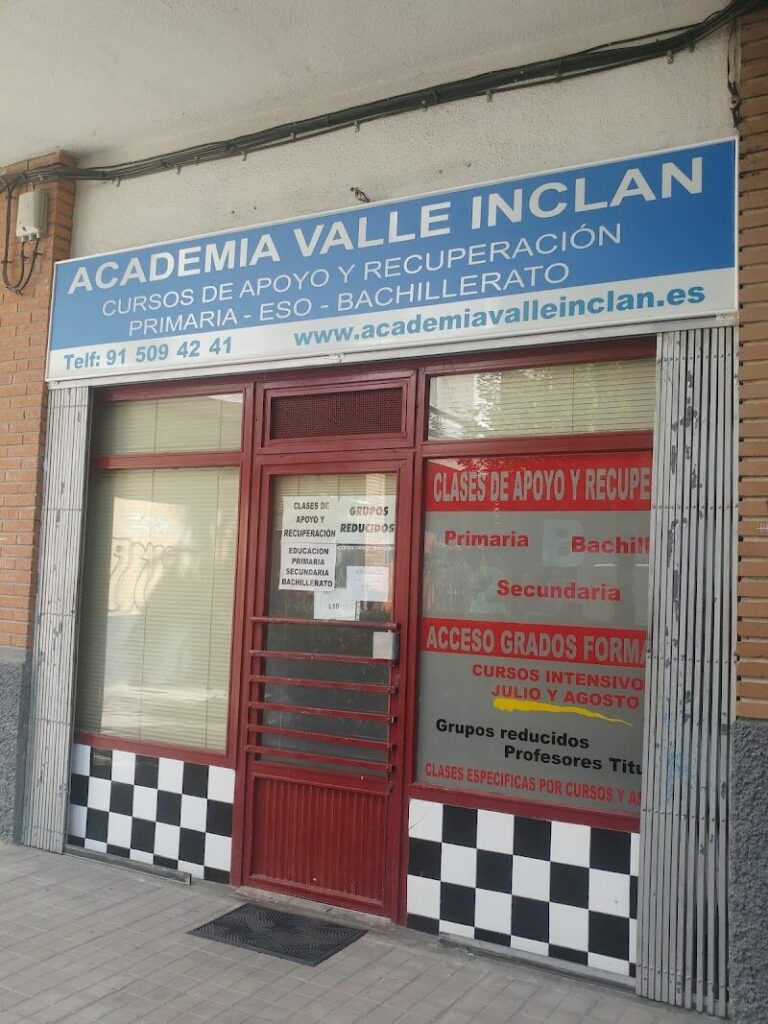 ACADEMIA VALLE INCLAN
CURSOS DE APOYO Y RECUPERACIÓN
PRIMARIA - ESO - BACHILLERATO
Telf: 91 509 42 41
www.academiavalleinclan.es
CLASES DE
APOYO Y
RECUPERACIÓN
GRUPOS
REDUCIDOS
EDUCACION
PRIMARIA
SECUNDARIA
BACHILLERATO
CLASES DE APOYO Y RECUPE
Primaria
Bachill
Secundaria
ACCESO GRADOS FORMA
CURSOS INTENSIVO
JULIO Y AGOSTO
Grupos reducidos
Profesores Titu
CLASES ESPECIFICAS POR CURSOS Y AS